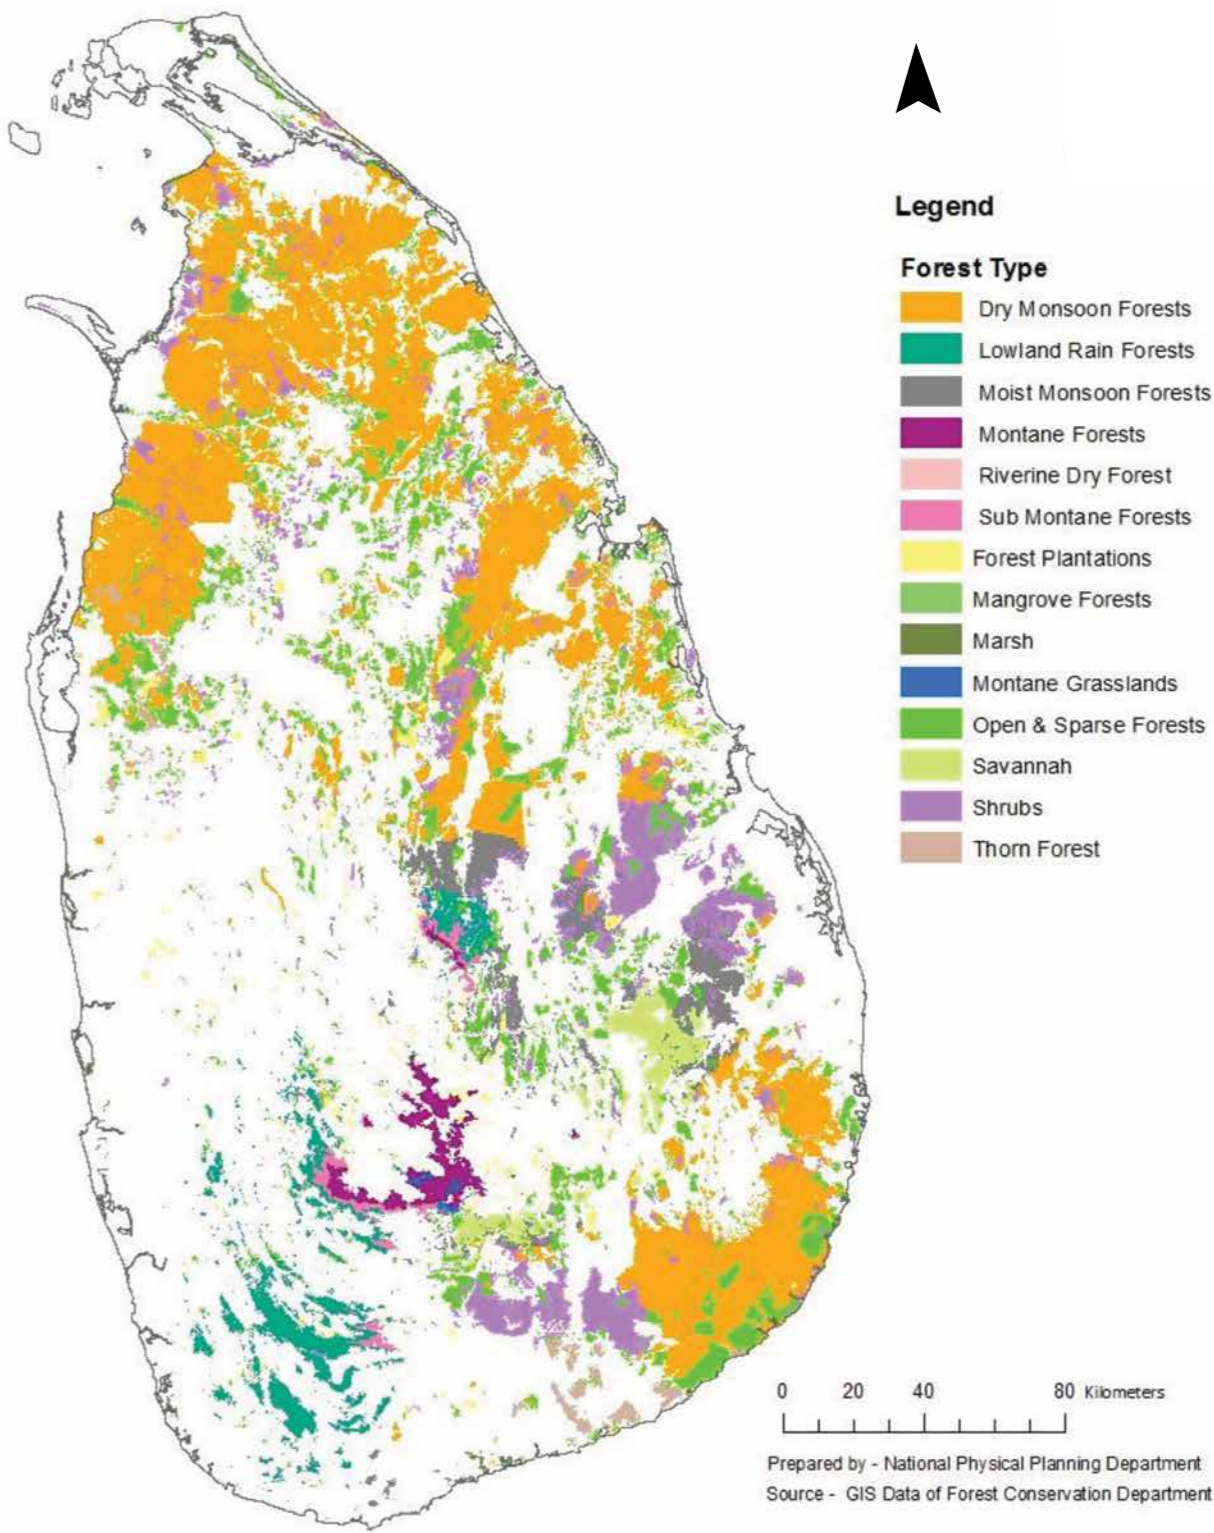 Legend
Forest Type
Dry Monsoon Forests
Lowland Rain Forests
Moist Monsoon Forests
Montane Forests
Riverine Dry Forest
Sub Montane Forests
Forest Plantations
Mangrove Forests
Marsh
Montane Grasslands
Open & Sparse Forests
Savannah
Shrubs
Thorn Forest
0 20 40 80 Kilometers
Prepared by - National Physical Planning Department
Source - GIS Data of Forest Conservation Department